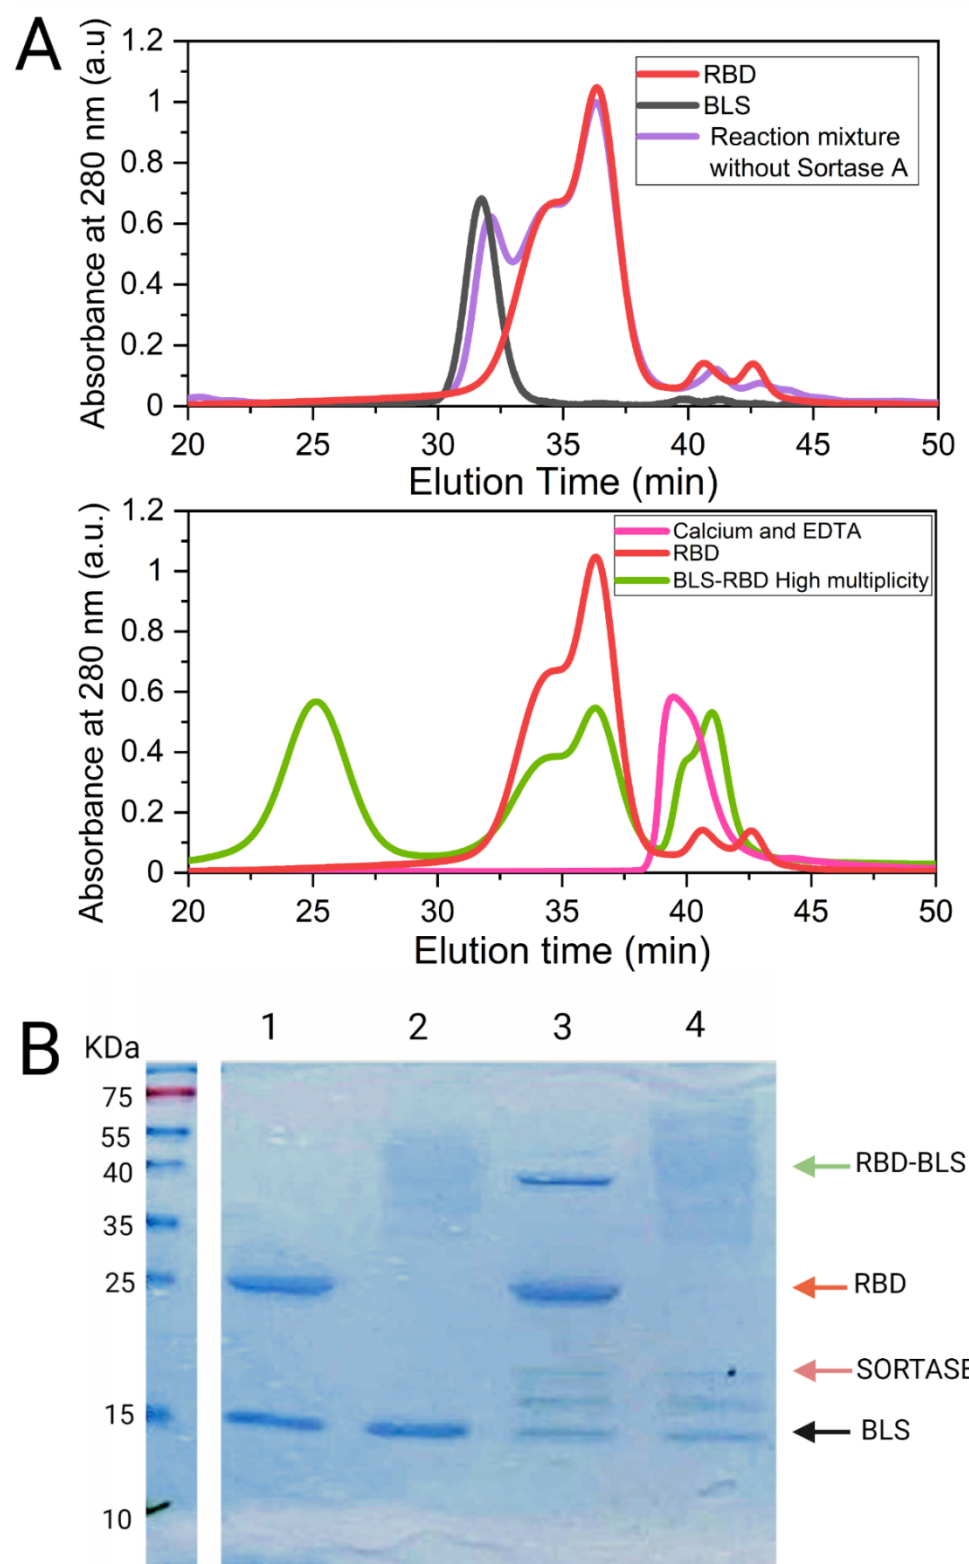 A
Absorbance at 280 nm (a.u)
1.2
1
0.8
0.6
0.4
0.2
0
RBD
BLS
Reaction mixture
without Sortase A
20 25 30 35 40 45 50
Elution Time (min)
Absorbance at 280 nm (a.u.)
1.2
1
0.8
0.6
0.4
0.2
0
Calcium and EDTA
RBD
BLS-RBD High multiplicity
20 25 30 35 40 45 50
Elution time (min)
B
KDa
1 2 3 4
75
55
40
35
25
15
10
RBD-BLS
RBD
SORTASE
BLS